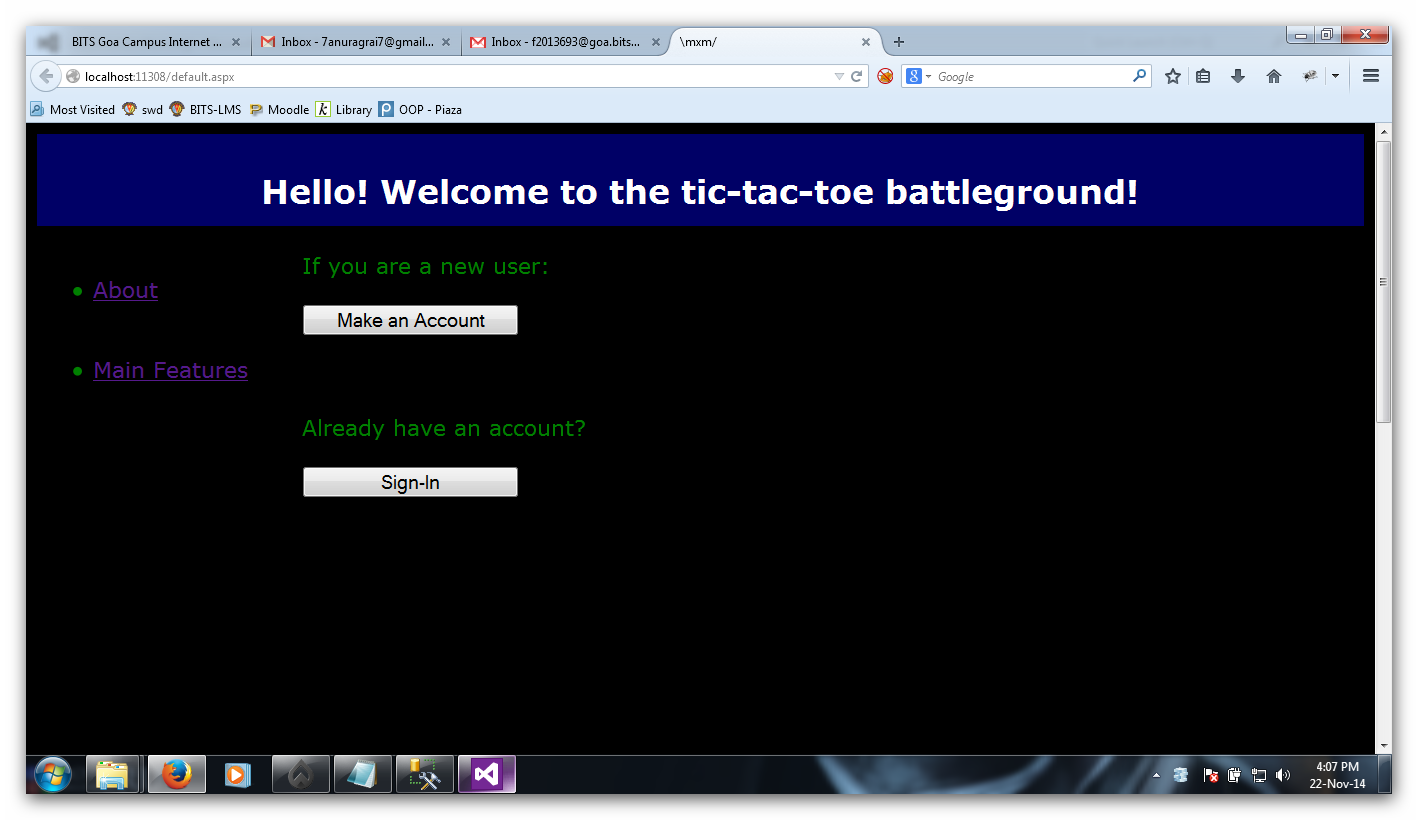 BITS Goa Campus Internet ...
Inbox - 7anuragrai7@gmail....
Inbox - f2013693@goa.bits...
\mxm/
localhost:11308/default.aspx
Google
Most Visited swd BITS-LMS Moodle Library OOP - Piaza
Hello! Welcome to the tic-tac-toe battleground!
About
Main Features
If you are a new user:
Make an Account
Already have an account?
Sign-In
4:07 PM
22-Nov-14